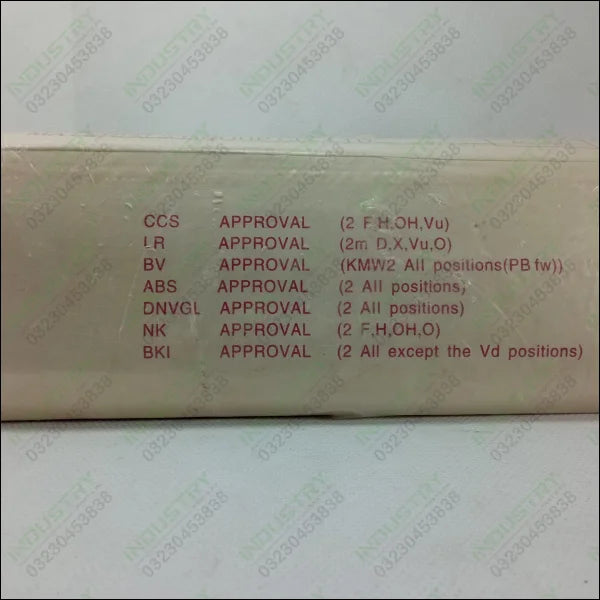 CCS APPROVAL (2 F,H,OH,Vu)
LR APPROVAL (2m D,X,Vu,O)
BV APPROVAL (KMW2 All positions(PB fw))
ABS APPROVAL (2 All positions)
DNVGL APPROVAL (2 All positions)
NK APPROVAL (2 F,H,OH,O)
BKI APPROVAL (2 All except the Vd positions)
INDUSTRY
03230453838